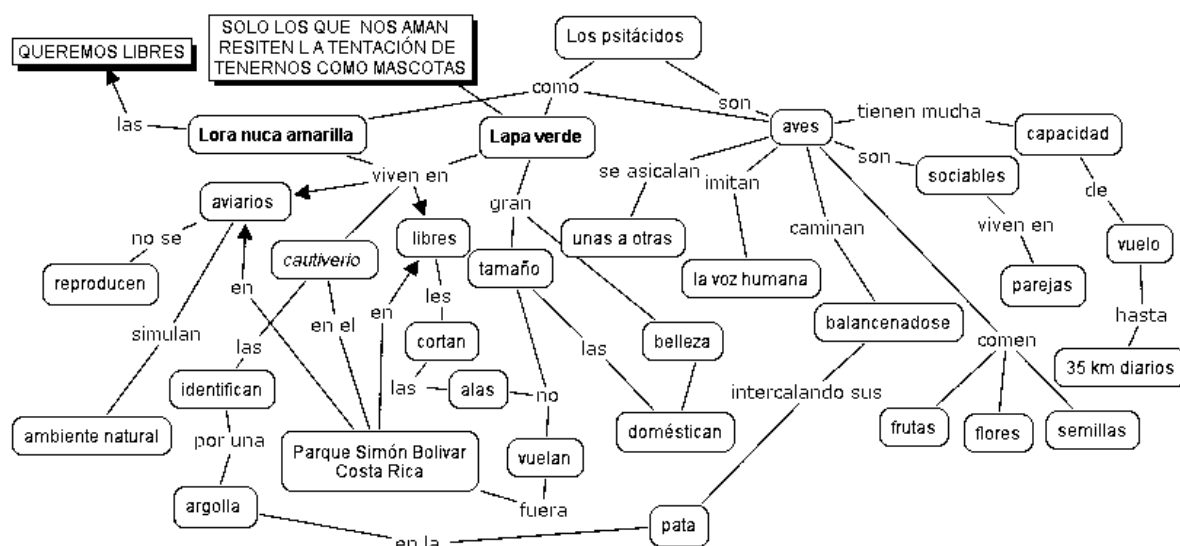 SOLO LOS QUE NOS AMAN
RESITEN LA TENTACIÓN DE
TENERNOS COMO MASCOTAS
QUEREMOS LIBRES
Los psitácidos
como
son
las
Lora nuca amarilla
Lapa verde
aves
tienen mucha
capacidad
viven en
se asicalan
imitan
son
sociables
de
aviarios
gran
caminan
viven en
no se
cautiverio
libres
unas a otras
vuelo
reproducen
en
tamaño
la voz humana
parejas
les
en
simulan
en el
balancenadose
hasta
las
cortan
las
belleza
comen
identifican
las
alas
no
35 km diarios
intercalando sus
ambiente natural
por una
Parque Simón Bolivar
Costa Rica
vuelan
doméstican
frutas
flores
semillas
argolla
fuera
pata
en la